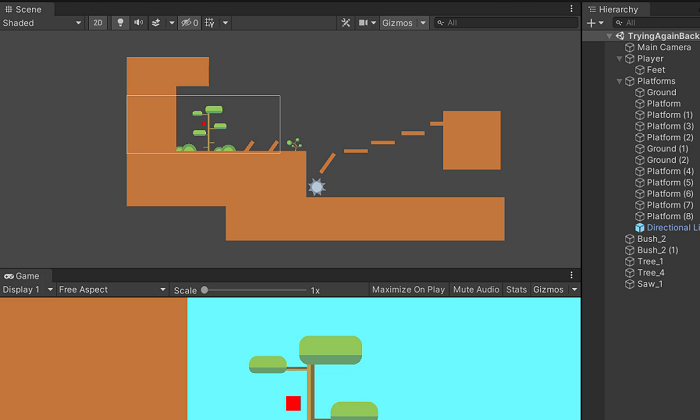 Scene
Shaded 2D 0 Gizmos All
Game
Display 1 Free Aspect Scale 1x Maximize On Play Mute Audio Stats Gizmos
Hierarchy
All
TryingAgainBack
Main Camera
Player
Feet
Platforms
Ground
Platform
Platform (1)
Platform (3)
Platform (2)
Ground (1)
Ground (2)
Platform (4)
Platform (5)
Platform (6)
Platform (7)
Platform (8)
Directional Li
Bush_2
Bush_2 (1)
Tree_1
Tree_4
Saw_1